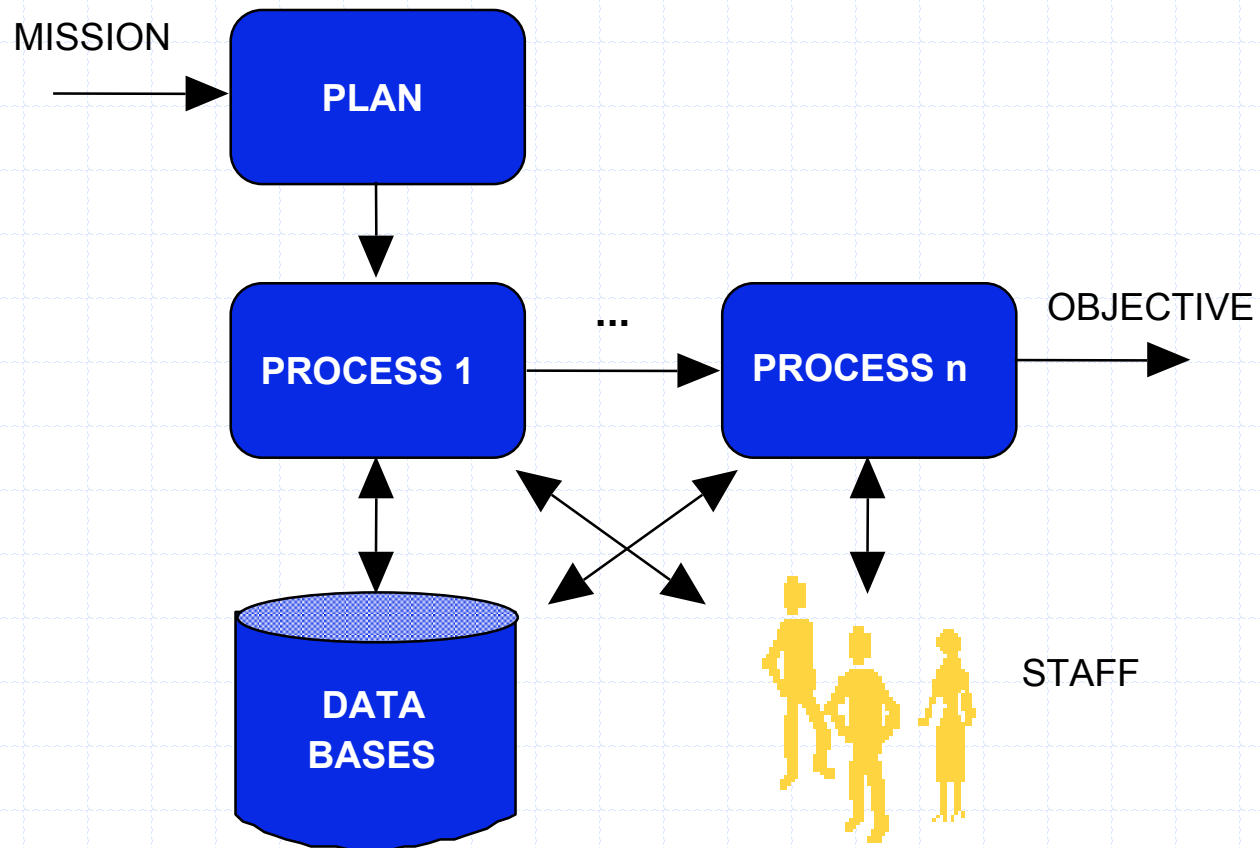 MISSION
PLAN
...
OBJECTIVE
PROCESS 1
PROCESS n
DATA
BASES
STAFF